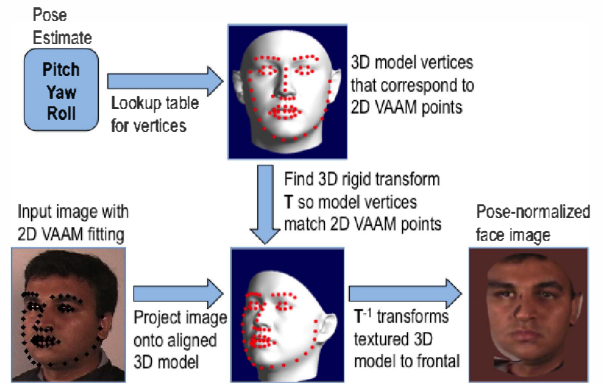 Pose
Estimate
Pitch
Yaw
Roll
Lookup table
for vertices
3D model vertices
that correspond to
2D VAAM points
Find 3D rigid transform
T so model vertices
match 2D VAAM points
Input image with
2D VAAM fitting
Project image
onto aligned
3D model
T-1 transforms
textured 3D
model to frontal
Pose-normalized
face image